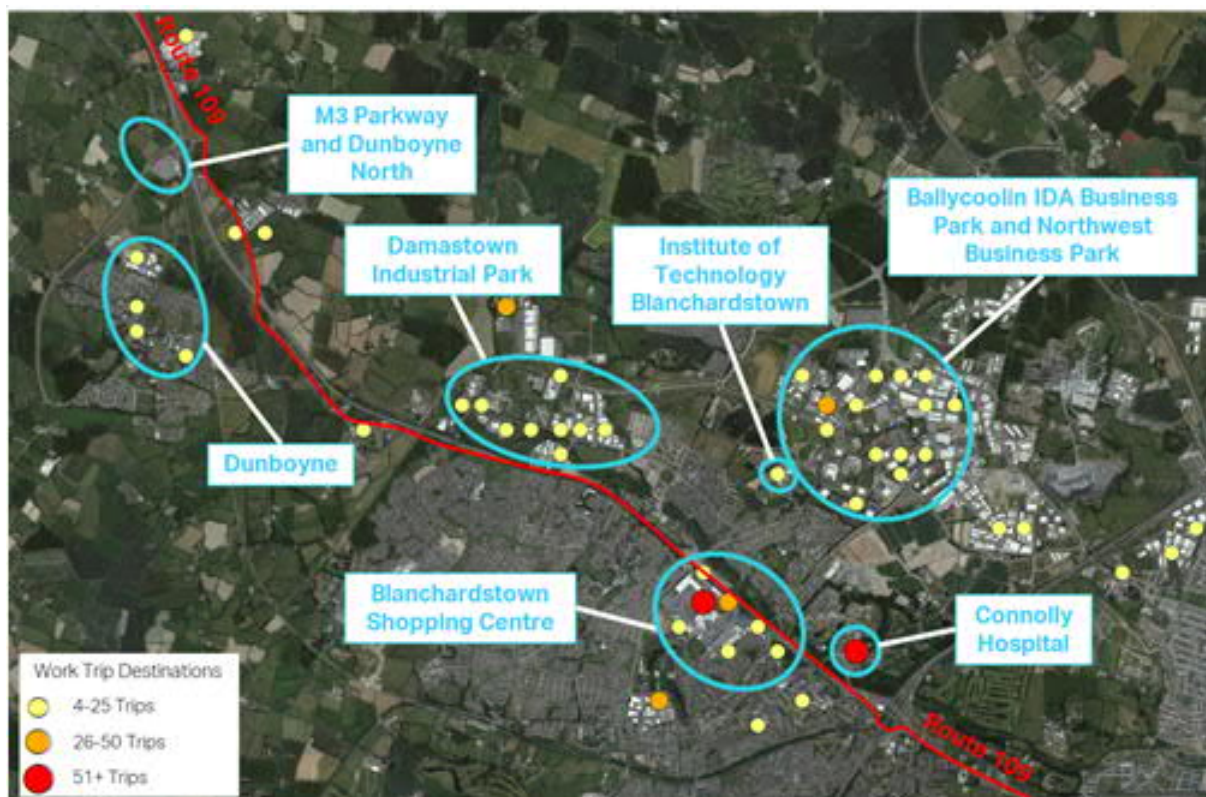 Route 109
M3 Parkway
and Dunboyne
North
Ballycoolin IDA Business
Park and Northwest
Business Park
Damastown
Industrial Park
Institute of
Technology
Blanchardstown
Dunboyne
Blanchardstown
Shopping Centre
Connolly
Hospital
Work Trip Destinations
4-25 Trips
26-50 Trips
51+ Trips
Route 109